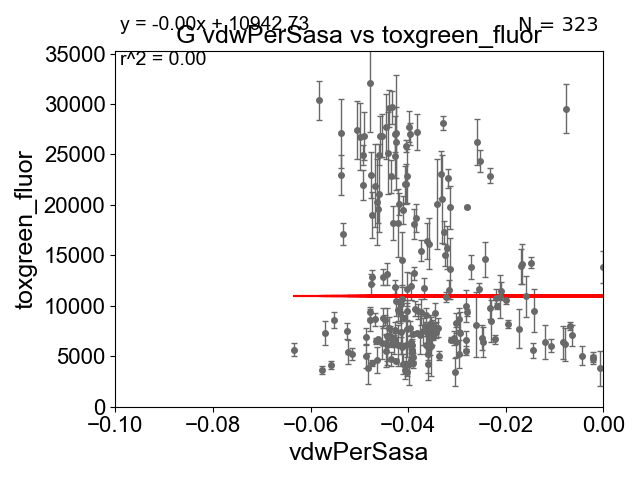 y = -0.00x + 10942.73
N = 323
G vdwPerSasa vs toxgreen_fluor
r^2 = 0.00
35000
30000
25000
20000
15000
10000
5000
0
toxgreen_fluor
−0.10
−0.08
−0.06
−0.04
−0.02
0.00
vdwPerSasa